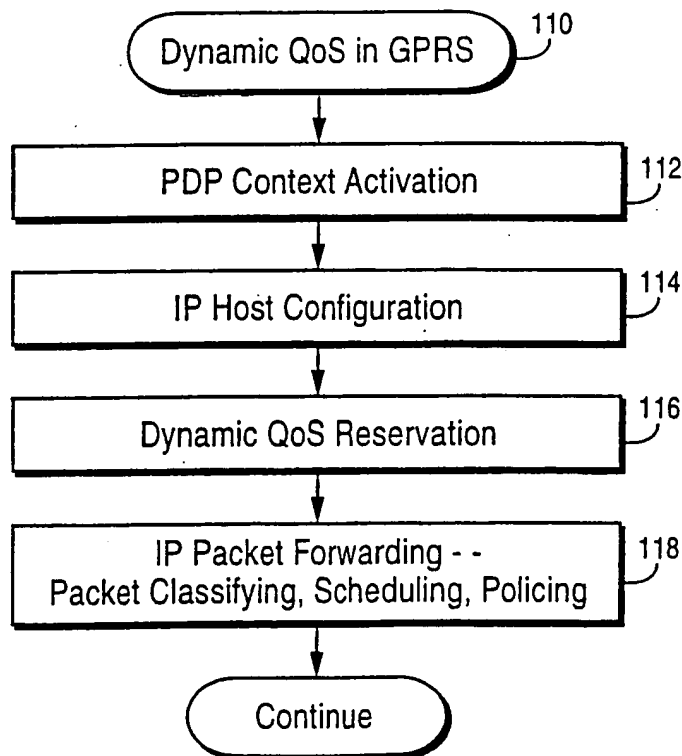 Dynamic QoS in GPRS
110
PDP Context Activation
112
IP Host Configuration
114
Dynamic QoS Reservation
116
IP Packet Forwarding - -
Packet Classifying, Scheduling, Policing
118
Continue